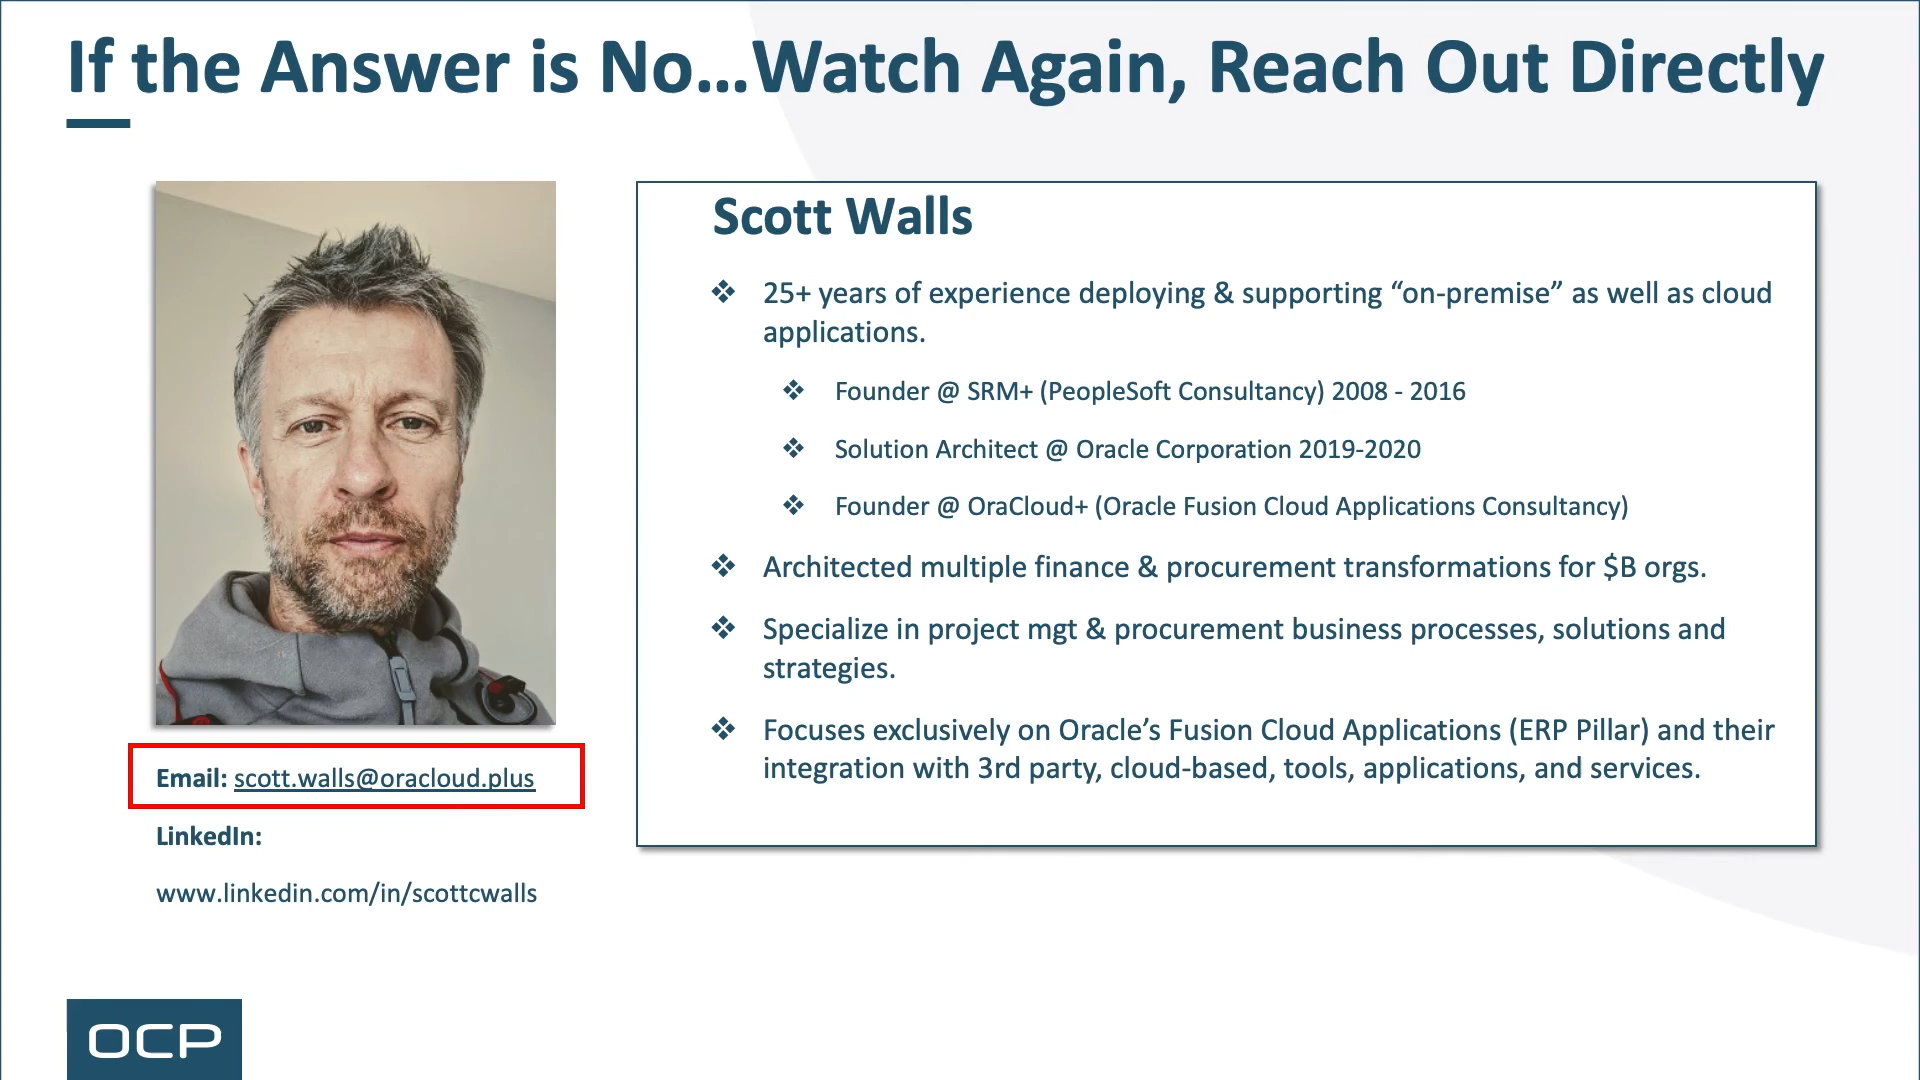 If the Answer is No...Watch Again, Reach Out Directly
Scott Walls
❖ 25+ years of experience deploying & supporting “on-premise” as well as cloud
applications.
❖ Founder @ SRM+ (PeopleSoft Consultancy) 2008 - 2016
❖ Solution Architect @ Oracle Corporation 2019-2020
❖ Founder @ OraCloud+ (Oracle Fusion Cloud Applications Consultancy)
❖ Architected multiple finance & procurement transformations for $B orgs.
❖ Specialize in project mgt & procurement business processes, solutions and
strategies.
❖ Focuses exclusively on Oracle’s Fusion Cloud Applications (ERP Pillar) and their
integration with 3rd party, cloud-based, tools, applications, and services.
Email: scott.walls@oracloud.plus
LinkedIn:
www.linkedin.com/in/scottcwalls
OCP